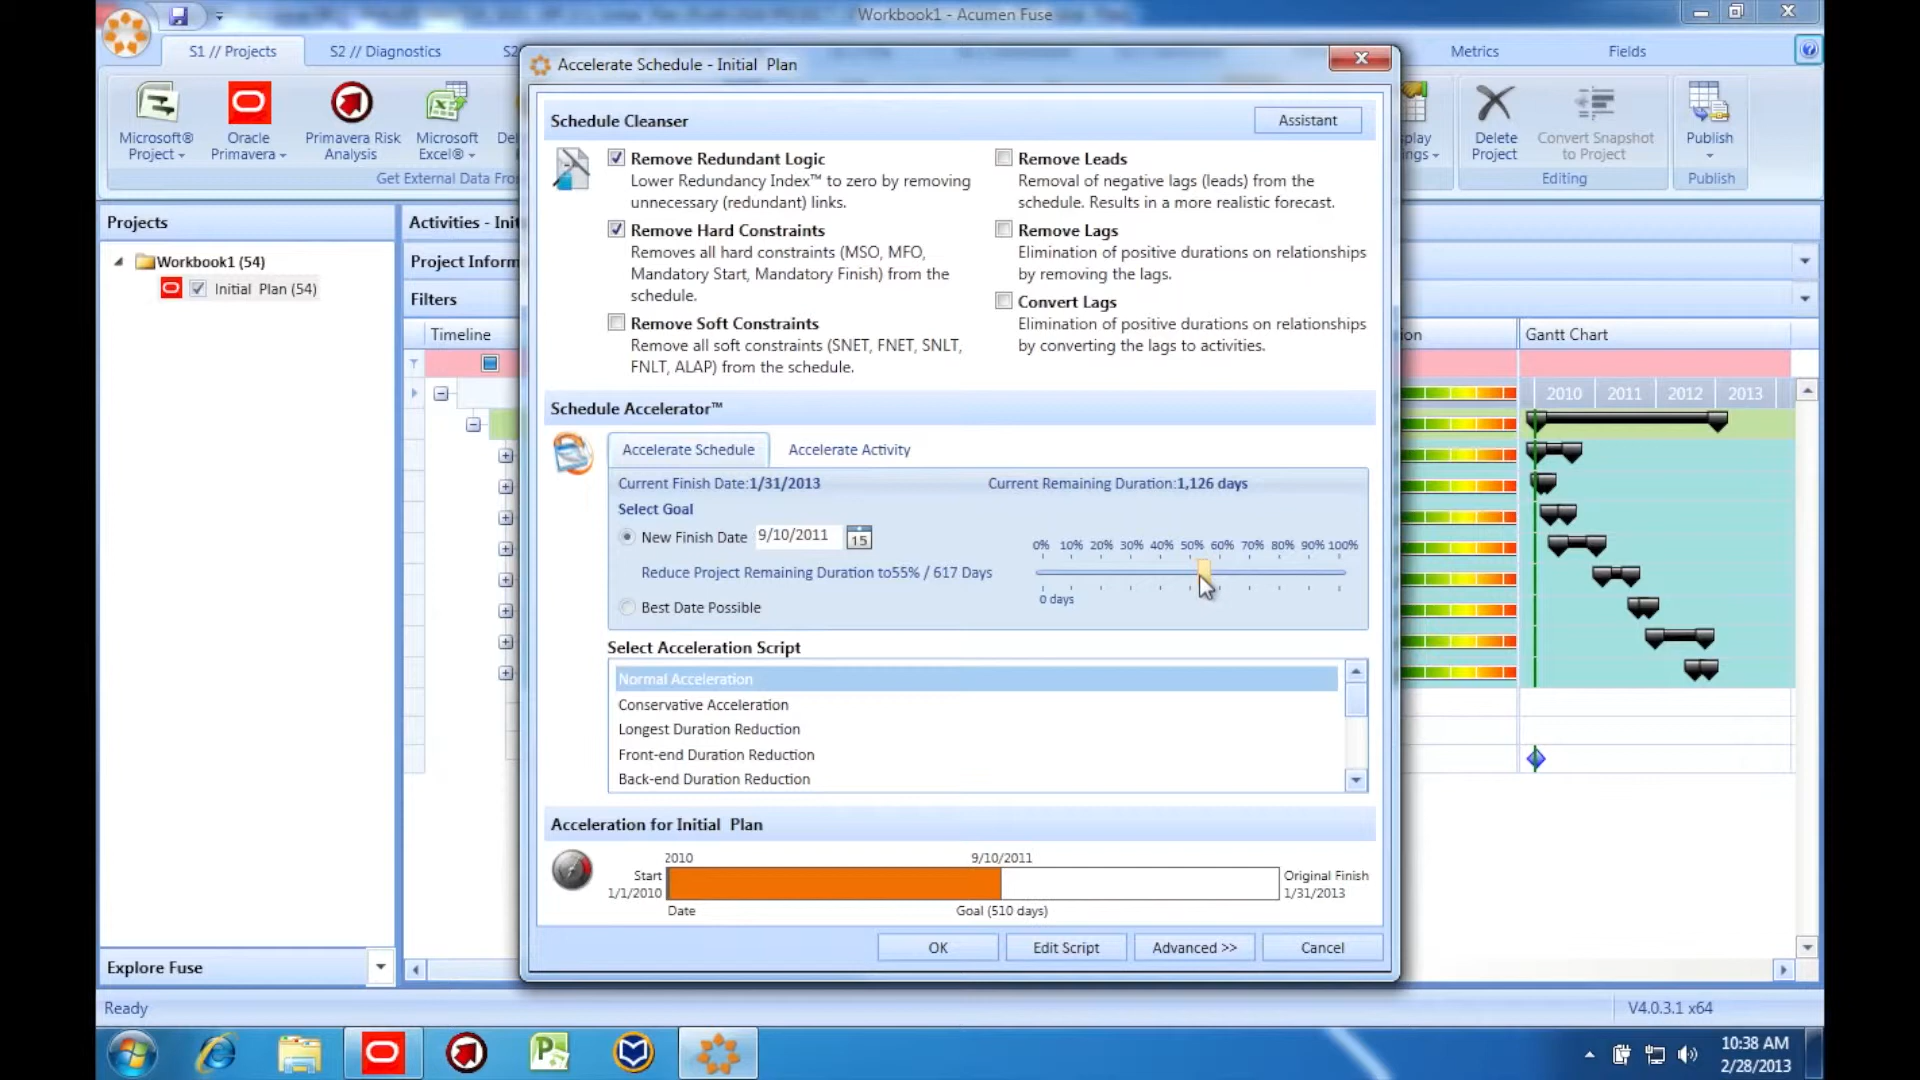 Workbook1 - Acumen Fuse
S1 // Projects
S2 // Diagnostics
S2
Metrics
Fields
Microsoft®
Project
Oracle
Primavera
Primavera Risk
Analysis
Microsoft
Excel®
Get External Data Fro
Delete
Project
Convert Snapshot
to Project
Editing
Publish
Publish
Projects
Workbook1 (54)
Initial Plan (54)
Activities - Init
Project Inform
Filters
Timeline
Gantt Chart
2010 2011 2012 2013
Accelerate Schedule - Initial Plan
Schedule Cleanser
Assistant
Remove Redundant Logic
Lower Redundancy Index™ to zero by removing
unnecessary (redundant) links.
Remove Hard Constraints
Removes all hard constraints (MSO, MFO,
Mandatory Start, Mandatory Finish) from the
schedule.
Remove Soft Constraints
Remove all soft constraints (SNET, FNET, SNLT,
FNLT, ALAP) from the schedule.
Remove Leads
Removal of negative lags (leads) from the
schedule. Results in a more realistic forecast.
Remove Lags
Elimination of positive durations on relationships
by removing the lags.
Convert Lags
Elimination of positive durations on relationships
by converting the lags to activities.
Schedule Accelerator™
Accelerate Schedule
Accelerate Activity
Current Finish Date:1/31/2013
Current Remaining Duration:1,126 days
Select Goal
New Finish Date 9/10/2011 15
0% 10% 20% 30% 40% 50% 60% 70% 80% 90% 100%
Reduce Project Remaining Duration to55% / 617 Days
0 days
Best Date Possible
Select Acceleration Script
Normal Acceleration
Conservative Acceleration
Longest Duration Reduction
Front-end Duration Reduction
Back-end Duration Reduction
Acceleration for Initial Plan
2010
9/10/2011
Start
1/1/2010
Original Finish
1/31/2013
Date
Goal (510 days)
OK
Edit Script
Advanced >>
Cancel
Explore Fuse
Ready
V4.0.3.1 x64
10:38 AM
2/28/2013